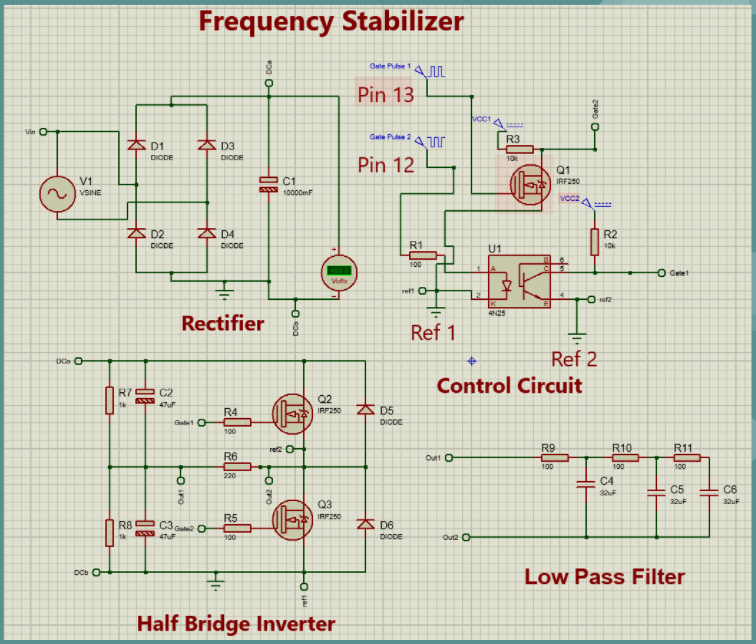 Frequency Stabilizer
DCa
Vin
V1
VSINE
D1
DIODE
D3
DIODE
D2
DIODE
D4
DIODE
C1
10000mF
+
Volts
-
DCb
Rectifier
Gate Pulse 1
Pin 13
Gate Pulse 2
Pin 12
VCC1
R3
10k
Gate2
Q1
IRF250
VCC2
R2
10k
R1
100
U1
1
A
2
K
B
6
C
5
E
4
4N25
Gate1
ref1
ref2
Ref 1
Ref 2
Control Circuit
DCa
R7
1k
C2
47uF
Gate1
R4
100
Q2
IRF250
D5
DIODE
ref2
R6
220
Out1
Out2
R8
1k
C3
47uF
Gate2
R5
100
Q3
IRF250
D6
DIODE
DCb
ref1
Half Bridge Inverter
Out1
R9
100
R10
100
R11
100
C4
32uF
C5
32uF
C6
32uF
Out2
Low Pass Filter